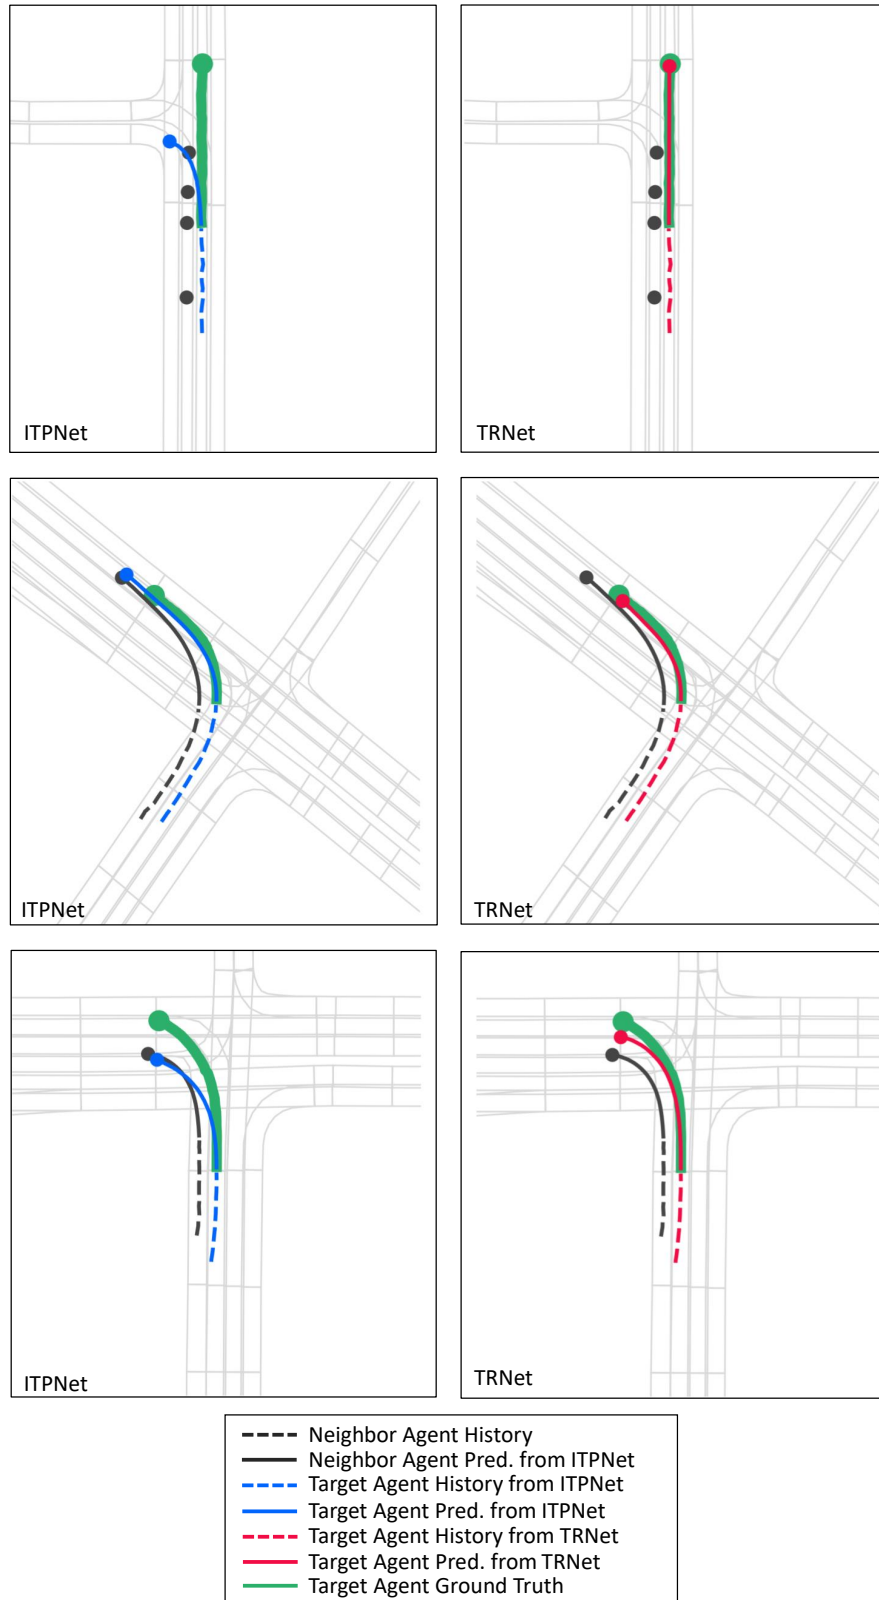 ITPNet
TRNet
ITPNet
TRNet
ITPNet
TRNet
Neighbor Agent History
Neighbor Agent Pred. from ITPNet
Target Agent History from ITPNet
Target Agent Pred. from ITPNet
Target Agent History from TRNet
Target Agent Pred. from TRNet
Target Agent Ground Truth